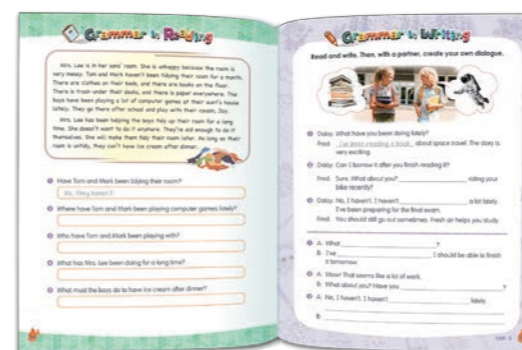 Grammar in Reading
Mrs. Lee is in her sons' room. She is unhappy because the room is
very messy. Tom and Mark haven't been tidying their room for a month.
There are clothes on their beds, and there are books on the floor.
There is trash under their desks, and there is paper everywhere. The
boys have been playing a lot of computer games at their aunt's house
lately. They go there after school and play with their cousin, Jay.
Mrs. Lee has been helping the boys tidy up their room for a long
time. She doesn't want to do it anymore. They're old enough to do it
themselves. She will make them tidy their room later. As long as their
room is untidy, they can't have ice cream after dinner.
Have Tom and Mark been tidying their room?
No, they haven't.
Where have Tom and Mark been playing computer games lately?
Who have Tom and Mark been playing with?
What has Mrs. Lee been doing for a long time?
What must the boys do to have ice cream after dinner?
Grammar in Writing
Read and write. Then, with a partner, create your own dialogue.
Daisy: What have you been doing lately?
Fred: I've been reading a book about space travel. The story is
very exciting.
Daisy: Can I borrow it after you finish reading it?
Fred: Sure. What about you? riding your
bike recently?
Daisy: No, I haven't. I haven't a lot lately.
I've been preparing for the final exam.
Fred: You should still go out sometimes. Fresh air helps you study.
A: What ?
B: I've . I should be able to finish
it tomorrow.
A: Wow! That seems like a lot of work.
B: What about you? Have you ?
A: No, I haven't. I haven't lately.
B: